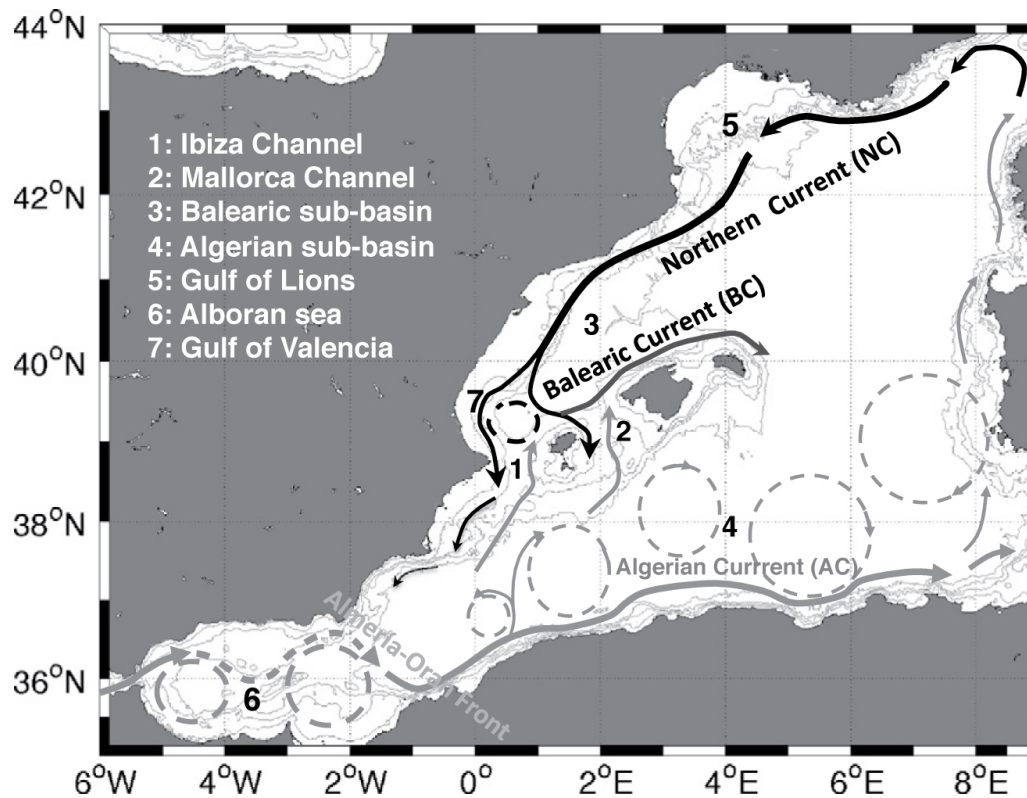 44°N
42°N
40°N
38°N
36°N
1: Ibiza Channel
2: Mallorca Channel
3: Balearic sub-basin
4: Algerian sub-basin
5: Gulf of Lions
6: Alboran sea
7: Gulf of Valencia
5
Northern Current (NC)
3
Balearic Current (BC)
7
2
1
4
Algerian Currrent (AC)
Almería-Oran Front
6
6°W
4°W
2°W
0°
2°E
4°E
6°E
8°E